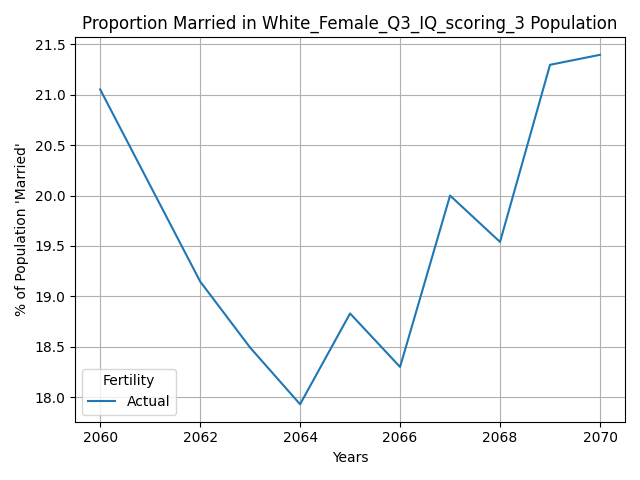 Proportion Married in White_Female_Q3_IQ_scoring_3 Population
% of Population 'Married'
21.5
21.0
20.5
20.0
19.5
19.0
18.5
18.0
Fertility
Actual
2060 2062 2064 2066 2068 2070
Years